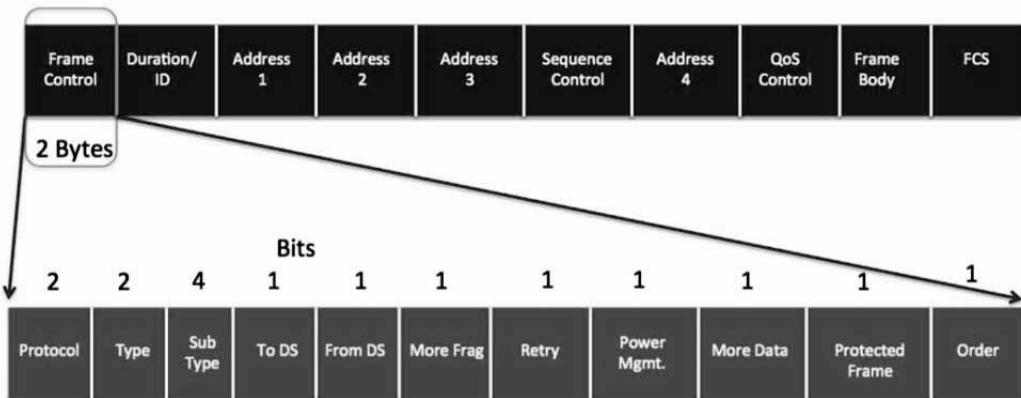 Frame Control
Duration/ ID
Address 1
Address 2
Address 3
Sequence Control
Address 4
QoS Control
Frame Body
FCS
2 Bytes
Bits
2 2 4 1 1 1 1 1 1 1 1
Protocol
Type
Sub Type
To DS
From DS
More Frag
Retry
Power Mgmt.
More Data
Protected Frame
Order